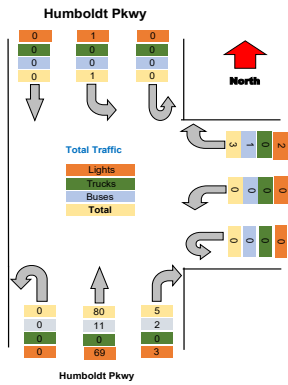 Humboldt Pkwy
0 1 0
0 0 0
0 0 0
0 1 0
North
Total Traffic
Lights
Trucks
Buses
Total
3 1 0 2
0 0 0 0
0 0 0 0
0 80 5
0 11 2
0 0 0
0 69 3
Humboldt Pkwy